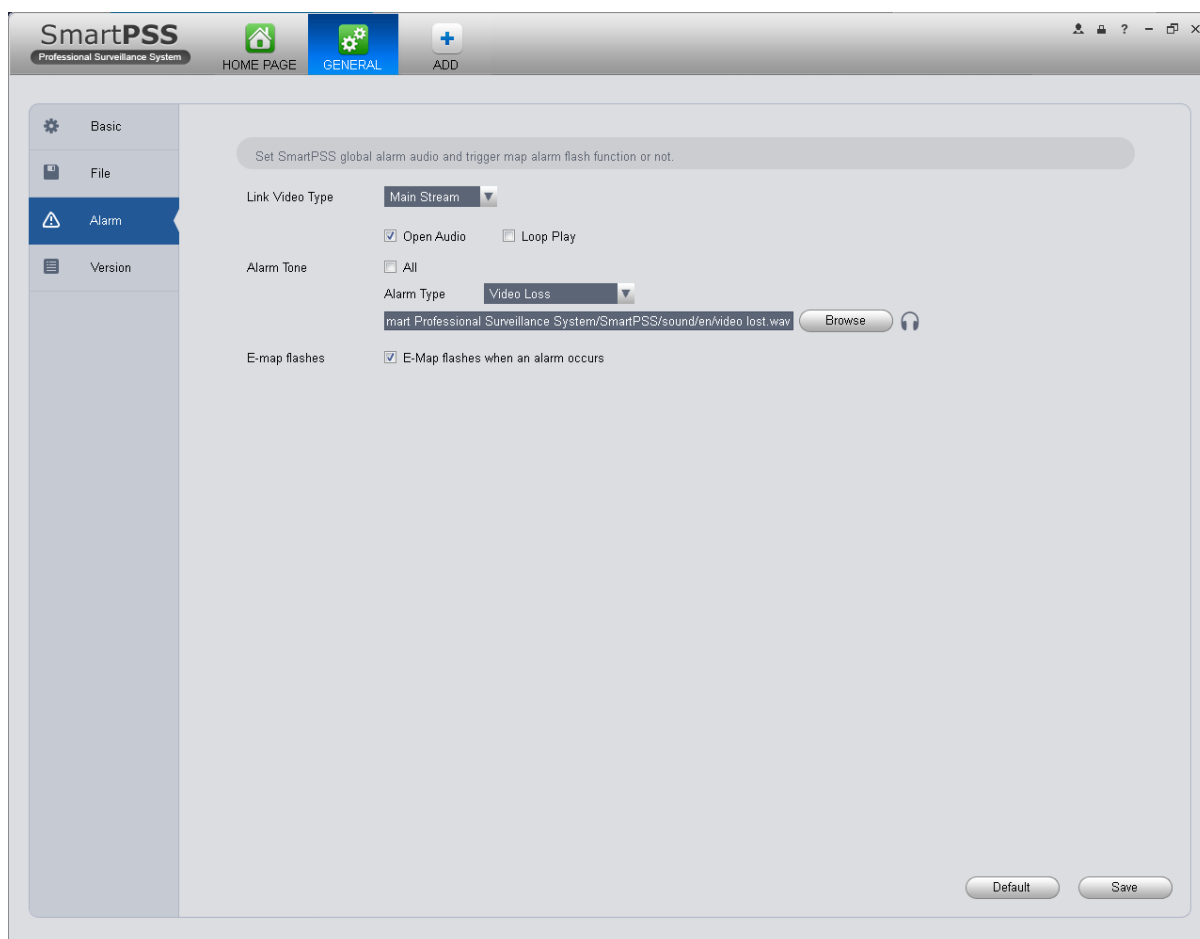 SmartPSS
Professional Surveillance System
HOME PAGE
GENERAL
ADD
?
Basic
File
Alarm
Version
Set SmartPSS global alarm audio and trigger map alarm flash function or not.
Link Video Type Main Stream
Open Audio Loop Play
Alarm Tone All
Alarm Type Video Loss
mart Professional Surveillance System/SmartPSS/sound/en/video lost.wav Browse
E-map flashes E-Map flashes when an alarm occurs
Default Save